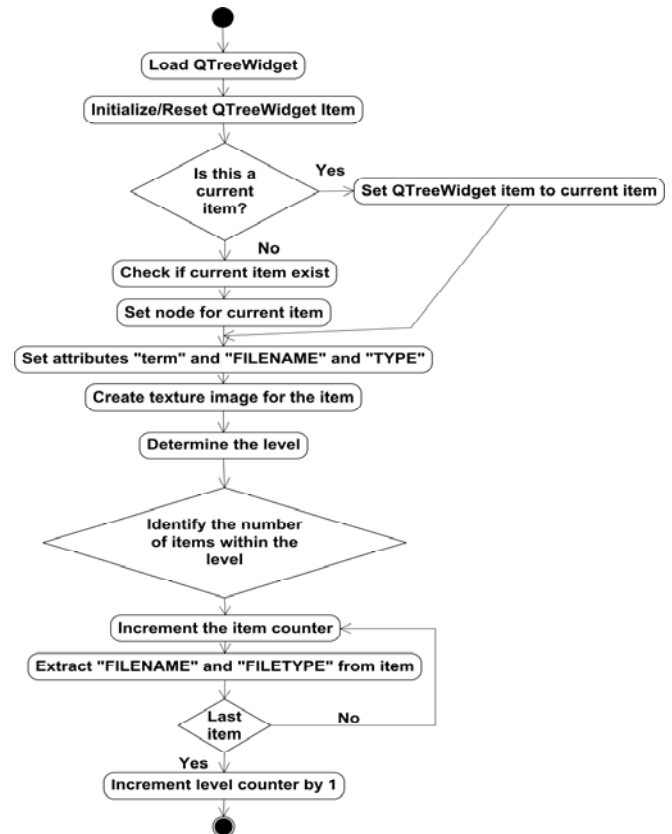 Load QTreeWidget
Initialize/Reset QTreeWidget Item
Is this a
current
item?
Yes
Set QTreeWidget item to current item
No
Check if current item exist
Set node for current item
Set attributes "term" and "FILENAME" and "TYPE"
Create texture image for the item
Determine the level
Identify the number
of items within the
level
Increment the item counter
Extract "FILENAME" and "FILETYPE" from item
Last
item
No
Yes
Increment level counter by 1